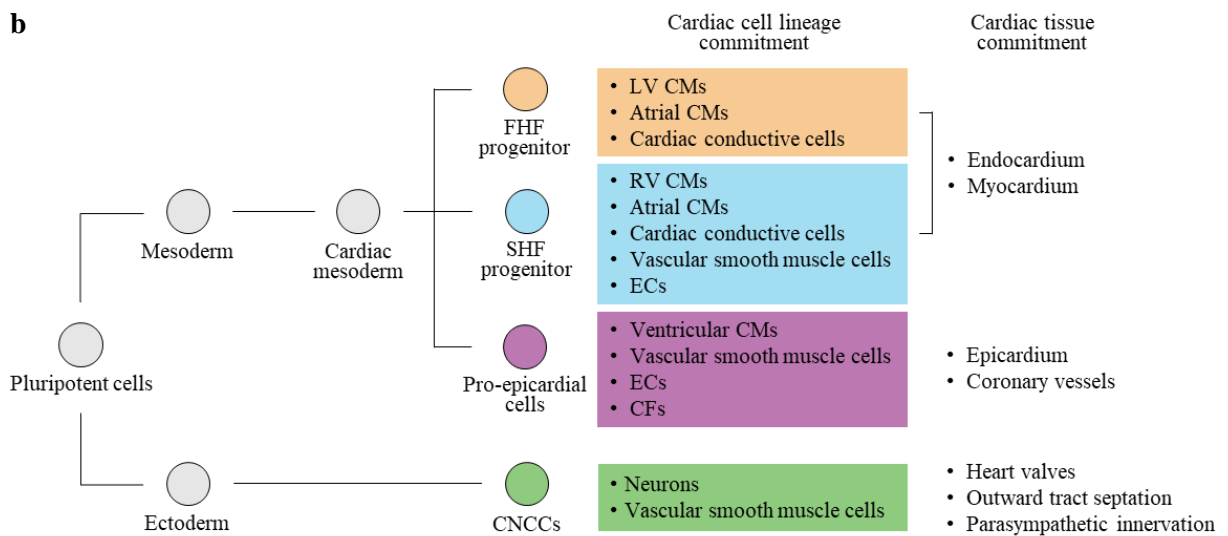 b
Cardiac cell lineage
commitment
Cardiac tissue
commitment
FHF
progenitor
• LV CMs
• Atrial CMs
• Cardiac conductive cells
• Endocardium
• Myocardium
Mesoderm
Cardiac
mesoderm
SHF
progenitor
• RV CMs
• Atrial CMs
• Cardiac conductive cells
• Vascular smooth muscle cells
• ECs
Pluripotent cells
Pro-epicardial
cells
• Ventricular CMs
• Vascular smooth muscle cells
• ECs
• CFs
• Epicardium
• Coronary vessels
Ectoderm
CNCCs
• Neurons
• Vascular smooth muscle cells
• Heart valves
• Outward tract septation
• Parasympathetic innervation